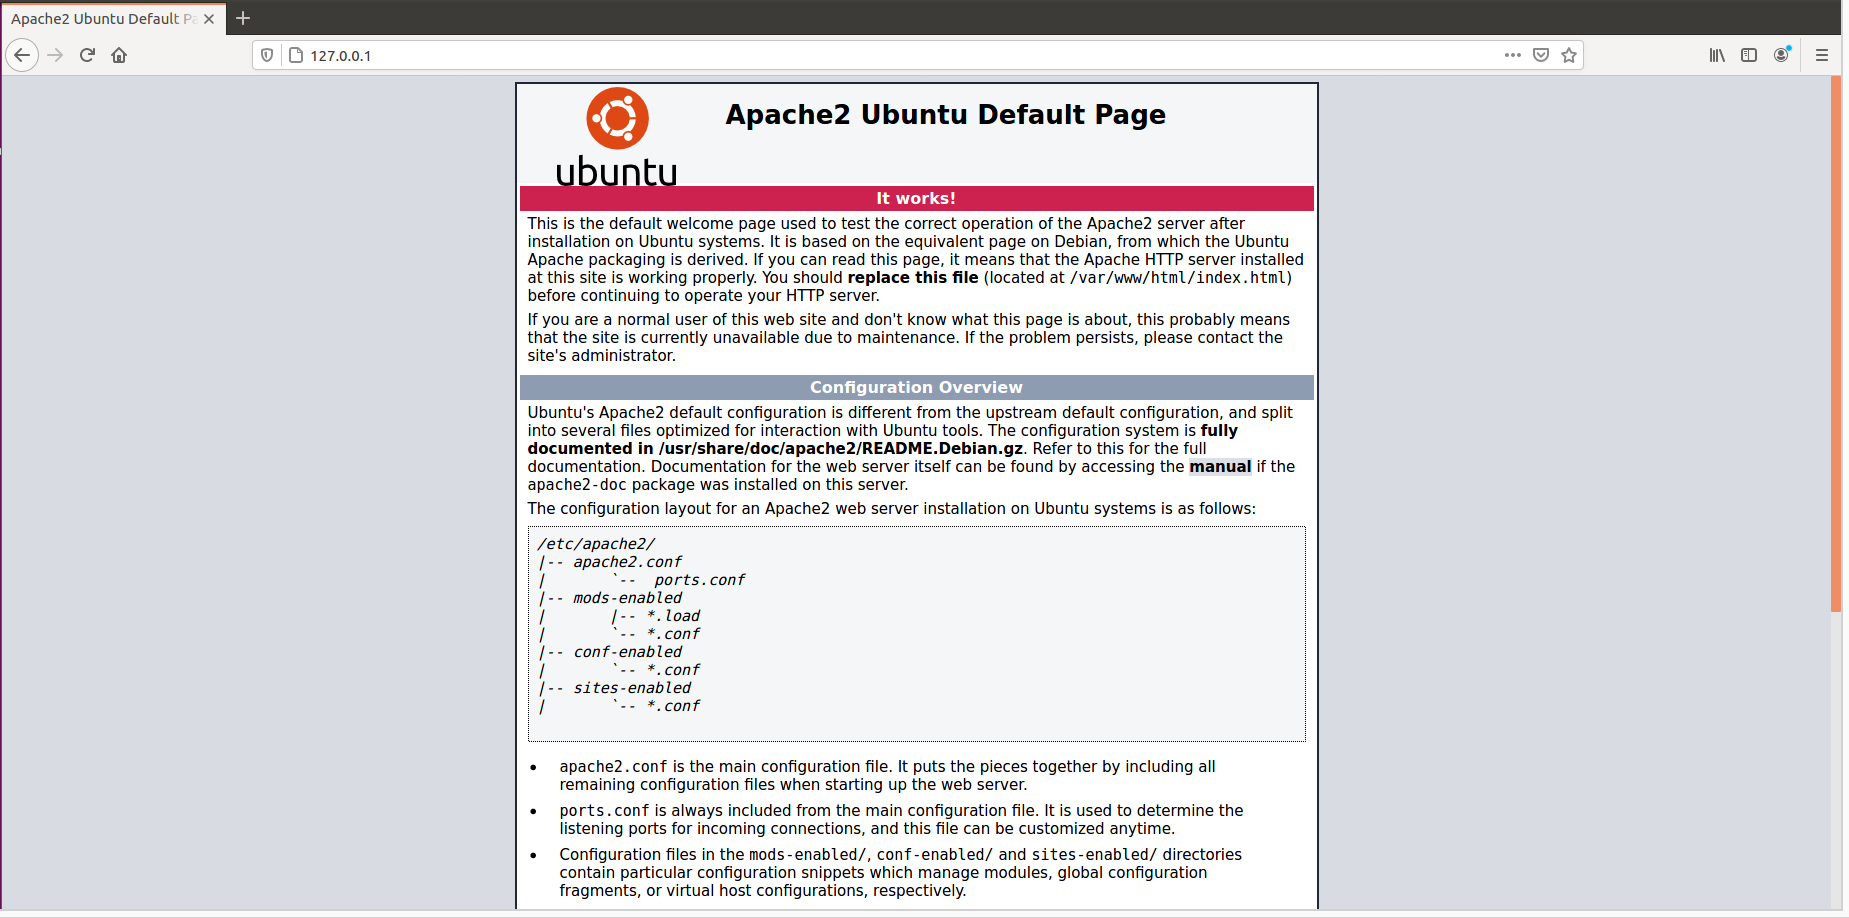 Apache2 Ubuntu Default Pa
127.0.0.1
ubuntu
Apache2 Ubuntu Default Page
It works!
This is the default welcome page used to test the correct operation of the Apache2 server after
installation on Ubuntu systems. It is based on the equivalent page on Debian, from which the Ubuntu
Apache packaging is derived. If you can read this page, it means that the Apache HTTP server installed
at this site is working properly. You should replace this file (located at /var/www/html/index.html)
before continuing to operate your HTTP server.
If you are a normal user of this web site and don't know what this page is about, this probably means
that the site is currently unavailable due to maintenance. If the problem persists, please contact the
site's administrator.
Configuration Overview
Ubuntu's Apache2 default configuration is different from the upstream default configuration, and split
into several files optimized for interaction with Ubuntu tools. The configuration system is fully
documented in /usr/share/doc/apache2/README.Debian.gz. Refer to this for the full
documentation. Documentation for the web server itself can be found by accessing the manual if the
apache2-doc package was installed on this server.
The configuration layout for an Apache2 web server installation on Ubuntu systems is as follows:
/etc/apache2/
|-- apache2.conf
|       `--  ports.conf
|-- mods-enabled
|       |-- *.load
|       `-- *.conf
|-- conf-enabled
|       `-- *.conf
|-- sites-enabled
|       `-- *.conf
• apache2.conf is the main configuration file. It puts the pieces together by including all
remaining configuration files when starting up the web server.
• ports.conf is always included from the main configuration file. It is used to determine the
listening ports for incoming connections, and this file can be customized anytime.
• Configuration files in the mods-enabled/, conf-enabled/ and sites-enabled/ directories
contain particular configuration snippets which manage modules, global configuration
fragments, or virtual host configurations, respectively.